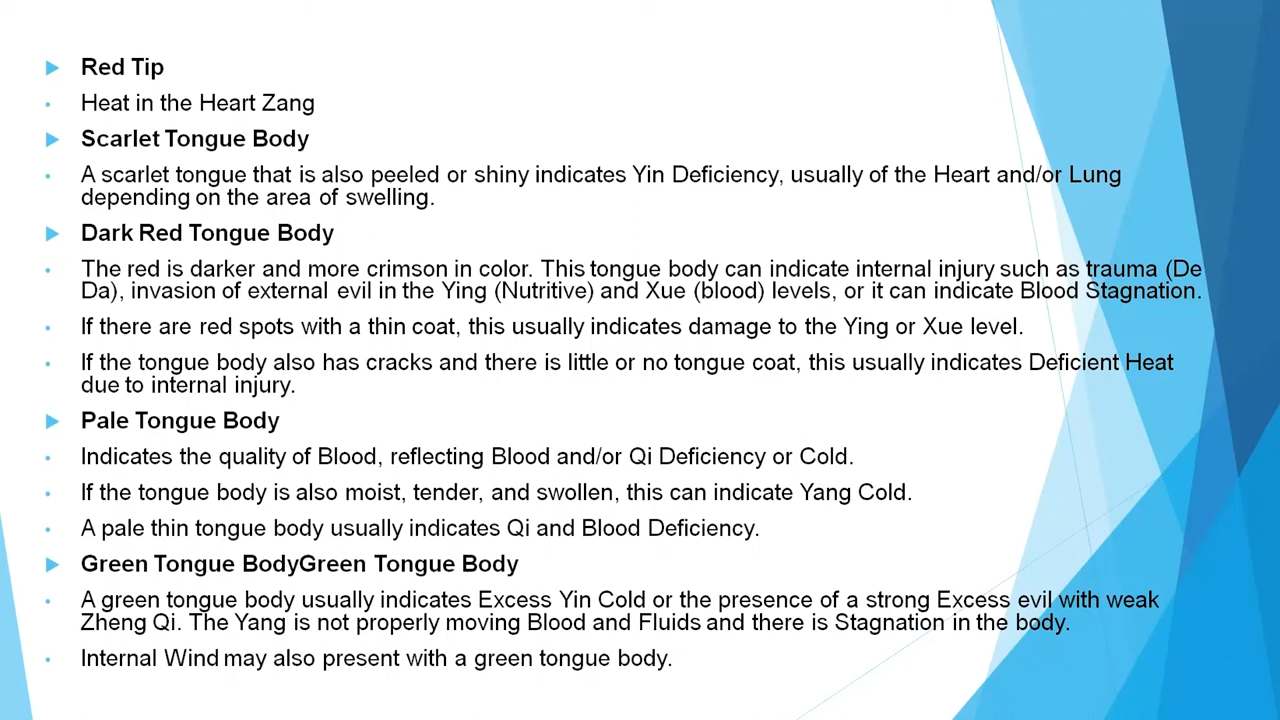 Red Tip
Heat in the Heart Zang
Scarlet Tongue Body
A scarlet tongue that is also peeled or shiny indicates Yin Deficiency, usually of the Heart and/or Lung
depending on the area of swelling.
Dark Red Tongue Body
The red is darker and more crimson in color. This tongue body can indicate internal injury such as trauma (De
Da), invasion of external evil in the Ying (Nutritive) and Xue (blood) levels, or it can indicate Blood Stagnation.
If there are red spots with a thin coat, this usually indicates damage to the Ying or Xue level.
If the tongue body also has cracks and there is little or no tongue coat, this usually indicates Deficient Heat
due to internal injury.
Pale Tongue Body
Indicates the quality of Blood, reflecting Blood and/or Qi Deficiency or Cold.
If the tongue body is also moist, tender, and swollen, this can indicate Yang Cold.
A pale thin tongue body usually indicates Qi and Blood Deficiency.
Green Tongue BodyGreen Tongue Body
A green tongue body usually indicates Excess Yin Cold or the presence of a strong Excess evil with weak
Zheng Qi. The Yang is not properly moving Blood and Fluids and there is Stagnation in the body.
Internal Wind may also present with a green tongue body.